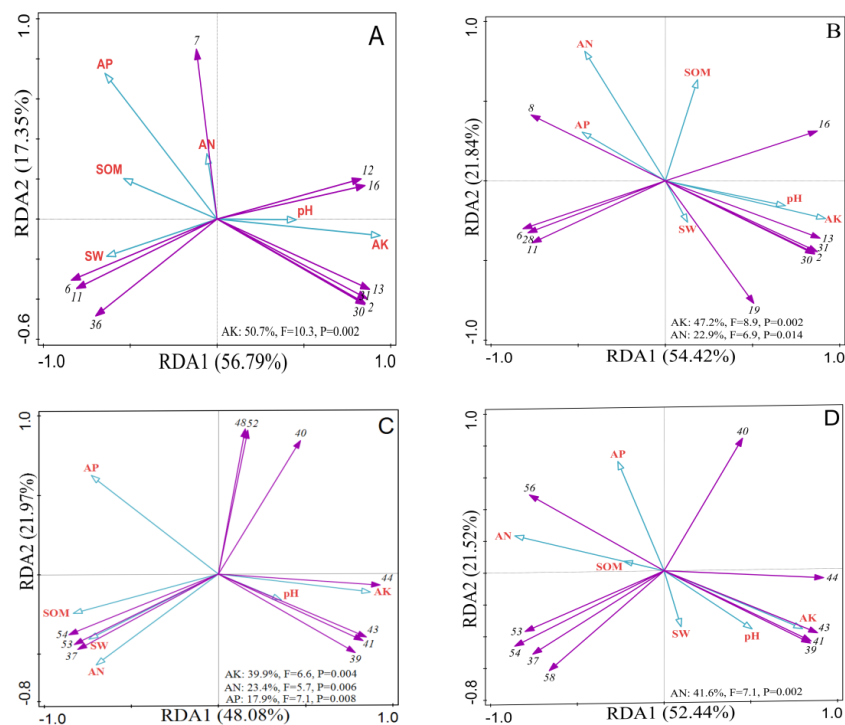 A
1.0
7
AP
AN
SOM
12
16
pH
AK
SW
6
11
36
13
30
2
AK: 50.7%, F=10.3, P=0.002
RDA2 (17.35%)
-0.6
-1.0
RDA1 (56.79%)
1.0
B
1.0
AN
SOM
8
AP
16
pH
AK
SW
6
28
11
13
31
30
2
19
AK: 47.2%, F=8.9, P=0.002
AN: 22.9%, F=6.9, P=0.014
RDA2 (21.84%)
-1.0
-1.0
RDA1 (54.42%)
1.0
C
1.0
48
52
40
AP
44
AK
pH
SOM
54
53
SW
37
AN
43
41
39
AK: 39.9%, F=6.6, P=0.004
AN: 23.4%, F=5.7, P=0.006
AP: 17.9%, F=7.1, P=0.008
RDA2 (21.97%)
-0.8
-1.0
RDA1 (48.08%)
1.0
D
1.0
40
AP
56
AN
SOM
44
AK
43
pH
41
39
SW
53
54
37
58
AN: 41.6%, F=7.1, P=0.002
RDA2 (21.52%)
-0.8
-1.0
RDA1 (52.44%)
1.0